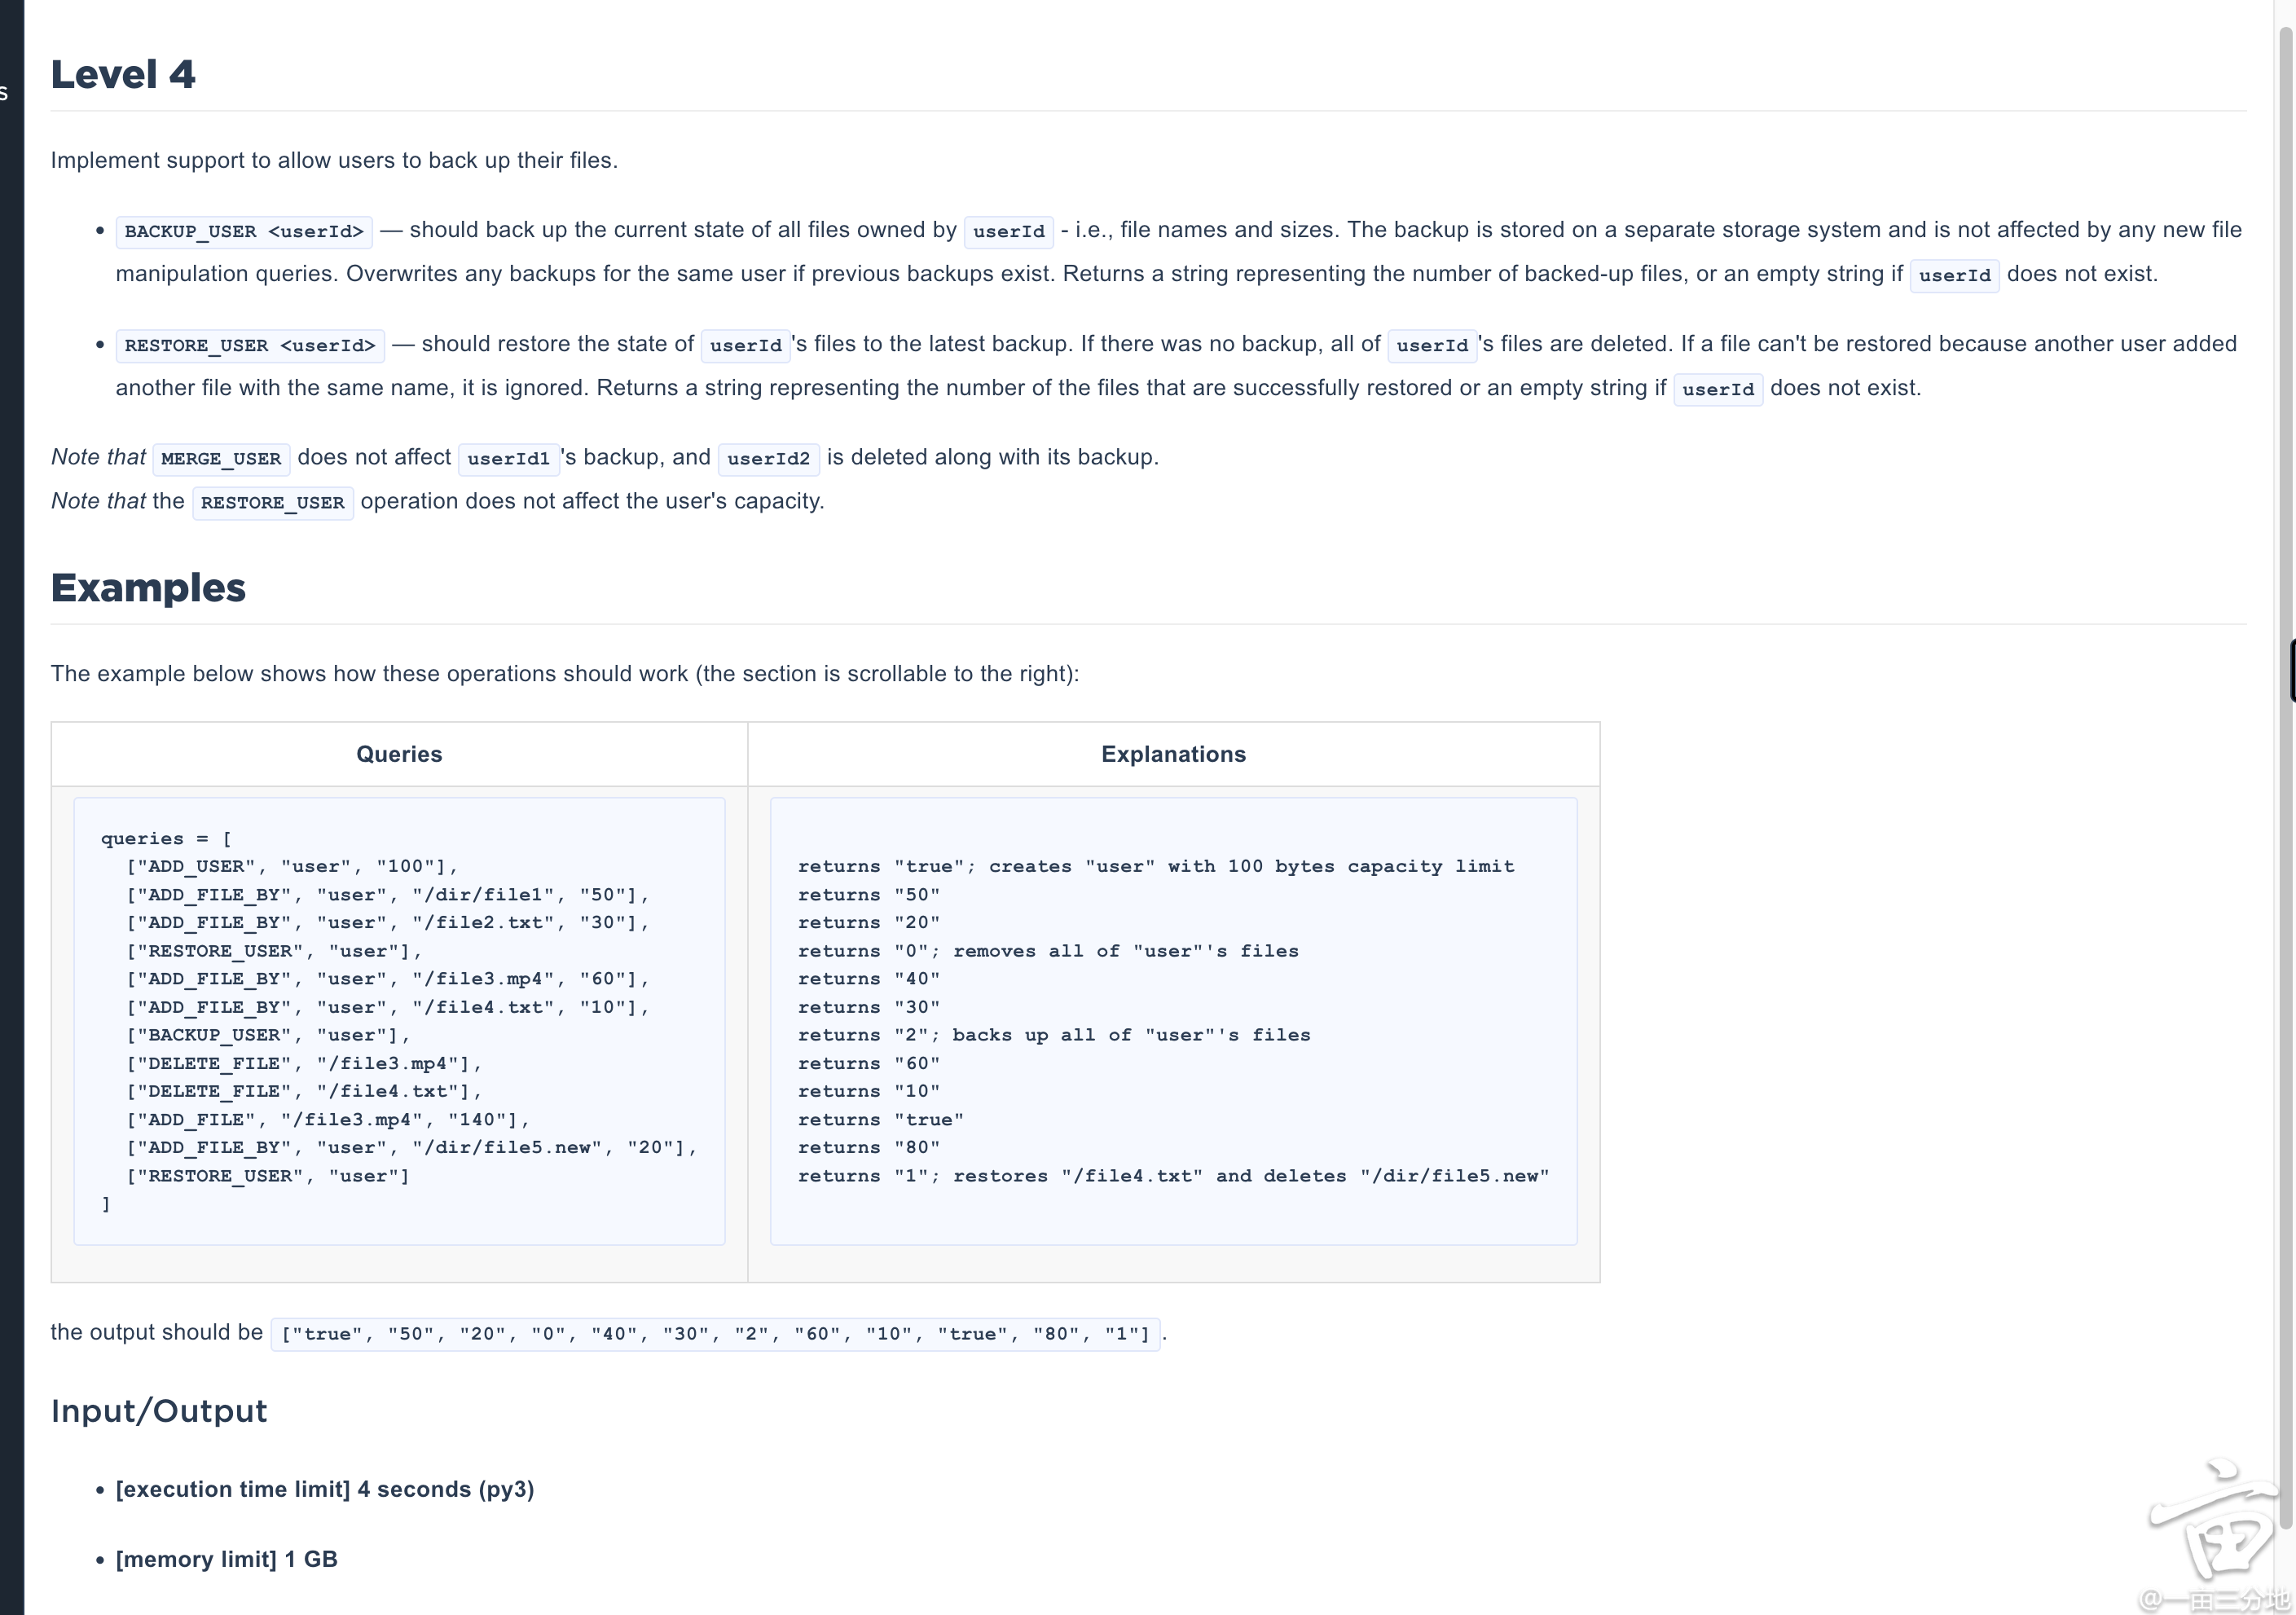 s
Level 4
Implement support to allow users to back up their files.
• BACKUP_USER <userId> — should back up the current state of all files owned by userId - i.e., file names and sizes. The backup is stored on a separate storage system and is not affected by any new file
manipulation queries. Overwrites any backups for the same user if previous backups exist. Returns a string representing the number of backed-up files, or an empty string if userId does not exist.
• RESTORE_USER <userId> — should restore the state of userId's files to the latest backup. If there was no backup, all of userId's files are deleted. If a file can't be restored because another user added
another file with the same name, it is ignored. Returns a string representing the number of the files that are successfully restored or an empty string if userId does not exist.
Note that MERGE_USER does not affect userId1's backup, and userId2 is deleted along with its backup.
Note that the RESTORE_USER operation does not affect the user's capacity.
Examples
The example below shows how these operations should work (the section is scrollable to the right):
Queries
queries = [
["ADD_USER", "user", "100"],
["ADD_FILE_BY", "user", "/dir/file1", "50"],
["ADD_FILE_BY", "user", "/file2.txt", "30"],
["RESTORE_USER", "user"],
["ADD_FILE_BY", "user", "/file3.mp4", "60"],
["ADD_FILE_BY", "user", "/file4.txt", "10"],
["BACKUP_USER", "user"],
["DELETE_FILE", "/file3.mp4"],
["DELETE_FILE", "/file4.txt"],
["ADD_FILE", "/file3.mp4", "140"],
["ADD_FILE_BY", "user", "/dir/file5.new", "20"],
["RESTORE_USER", "user"]
]
Explanations
returns "true"; creates "user" with 100 bytes capacity limit
returns "50"
returns "20"
returns "0"; removes all of "user"'s files
returns "40"
returns "30"
returns "2"; backs up all of "user"'s files
returns "60"
returns "10"
returns "true"
returns "80"
returns "1"; restores "/file4.txt" and deletes "/dir/file5.new"
the output should be ["true", "50", "20", "0", "40", "30", "2", "60", "10", "true", "80", "1"].
Input/Output
• [execution time limit] 4 seconds (py3)
• [memory limit] 1 GB
@一亩三分地